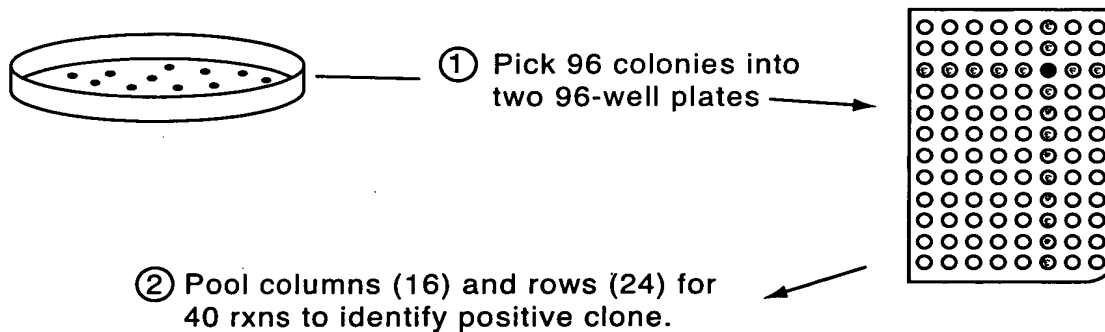 ① Pick 96 colonies into
two 96-well plates
② Pool columns (16) and rows (24) for
40 rxns to identify positive clone.